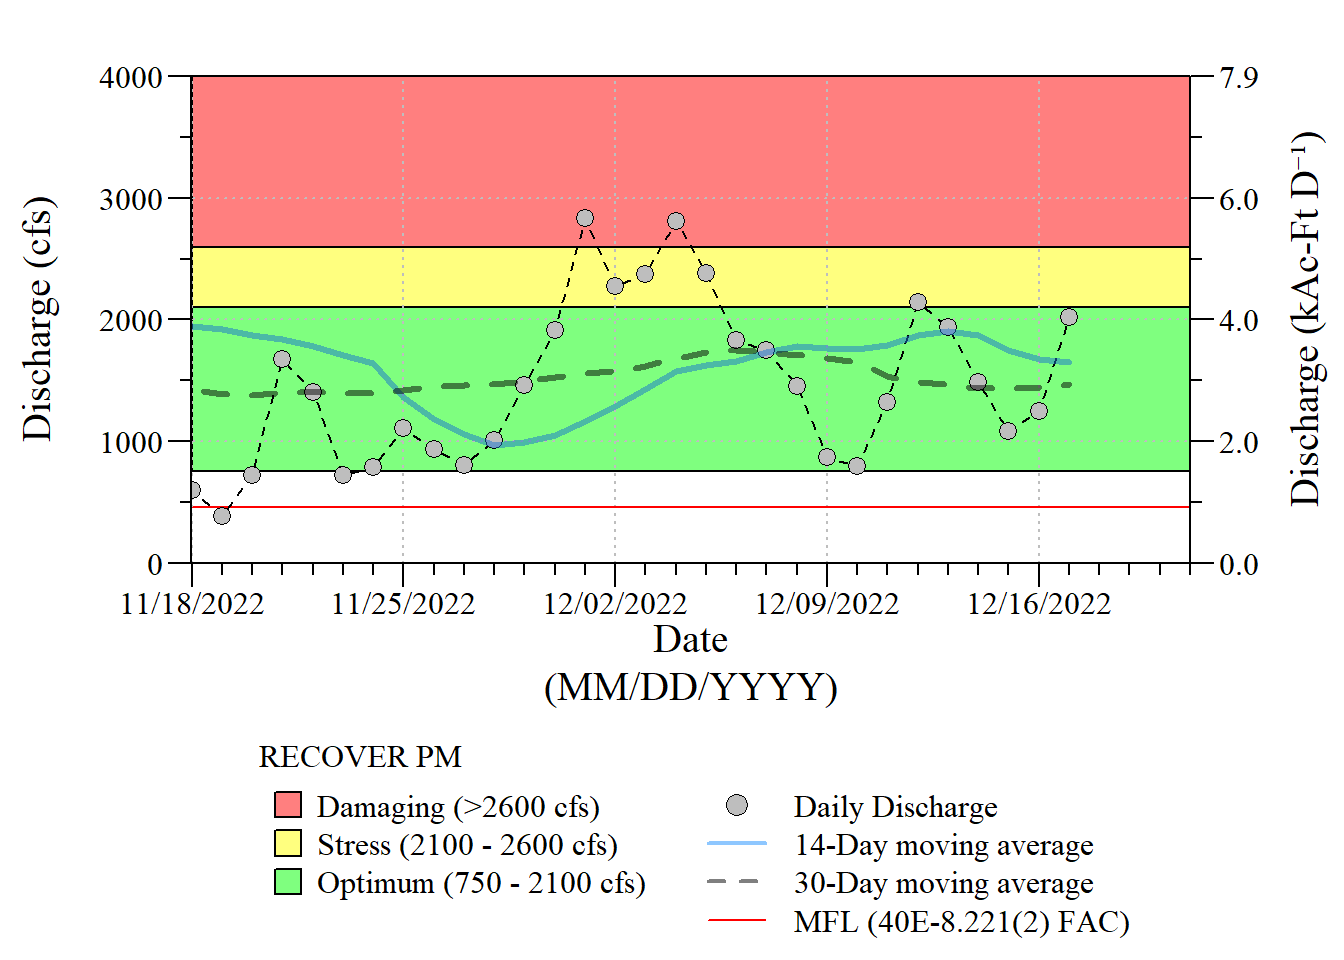 4000
3000
2000
1000
0
Discharge (cfs)
7.9
6.0
4.0
2.0
0.0
Discharge (kAc-Ft D⁻¹)
11/18/2022
11/25/2022
12/02/2022
12/09/2022
12/16/2022
Date
(MM/DD/YYYY)
RECOVER PM
Damaging (>2600 cfs)
Stress (2100 - 2600 cfs)
Optimum (750 - 2100 cfs)
Daily Discharge
14-Day moving average
30-Day moving average
MFL (40E-8.221(2) FAC)